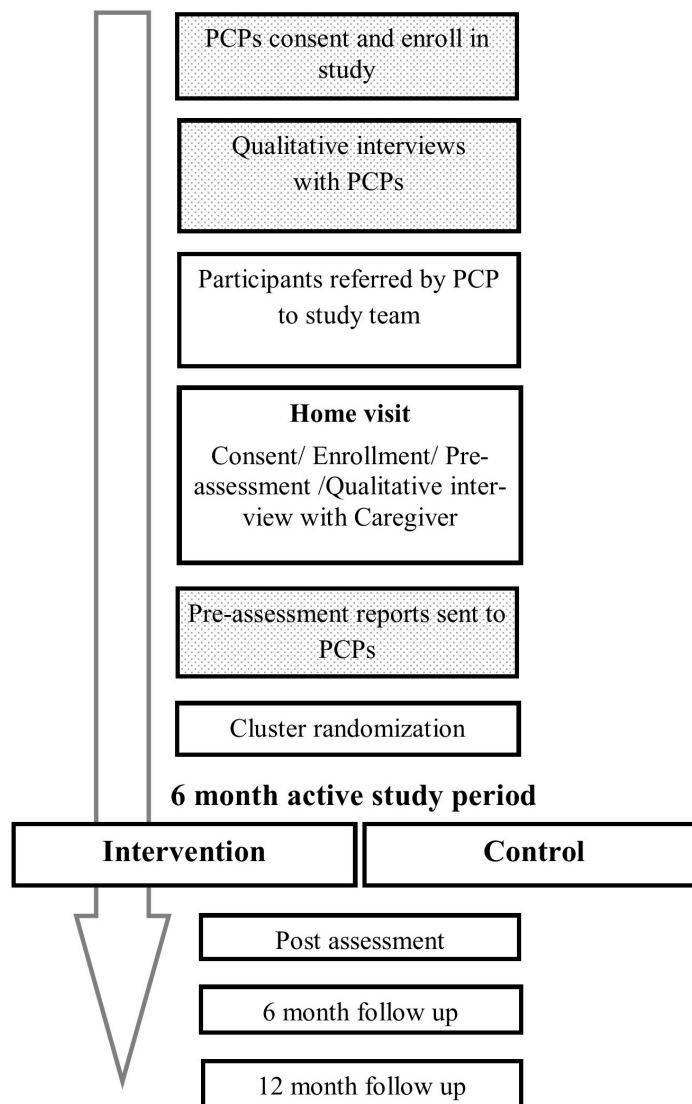 PCPs consent and enroll in
study
Qualitative interviews
with PCPs
Participants referred by PCP
to study team
Home visit
Consent/ Enrollment/ Pre-
assessment /Qualitative inter-
view with Caregiver
Pre-assessment reports sent to
PCPs
Cluster randomization
6 month active study period
Intervention
Control
Post assessment
6 month follow up
12 month follow up